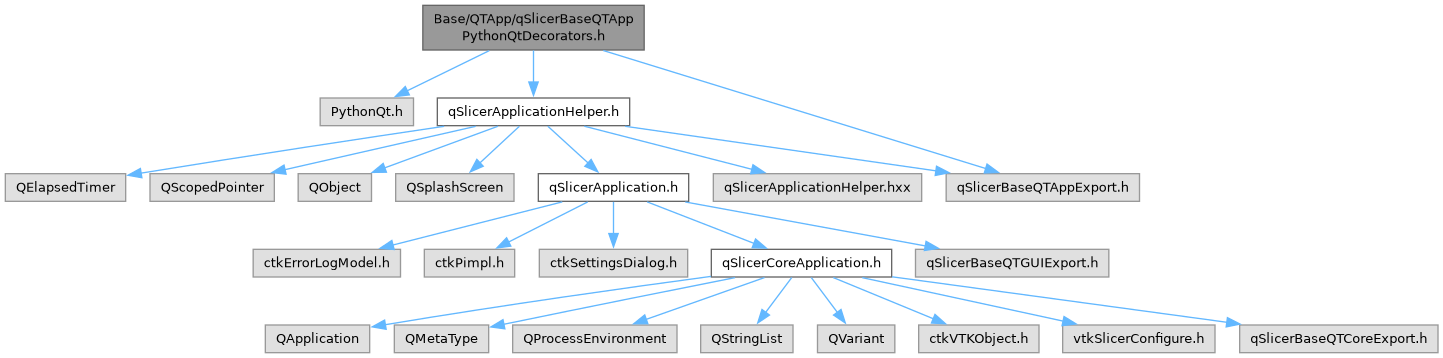 Base/QTApp/qSlicerBaseQTApp
PythonQtDecorators.h
PythonQt.h
qSlicerApplicationHelper.h
QElapsedTimer
QScopedPointer
QObject
QSplashScreen
qSlicerApplication.h
qSlicerApplicationHelper.hxx
qSlicerBaseQTAppExport.h
ctkErrorLogModel.h
ctkPimpl.h
ctkSettingsDialog.h
qSlicerCoreApplication.h
qSlicerBaseQTGUIExport.h
QApplication
QMetaType
QProcessEnvironment
QStringList
QVariant
ctkVTKObject.h
vtkSlicerConfigure.h
qSlicerBaseQTCoreExport.h